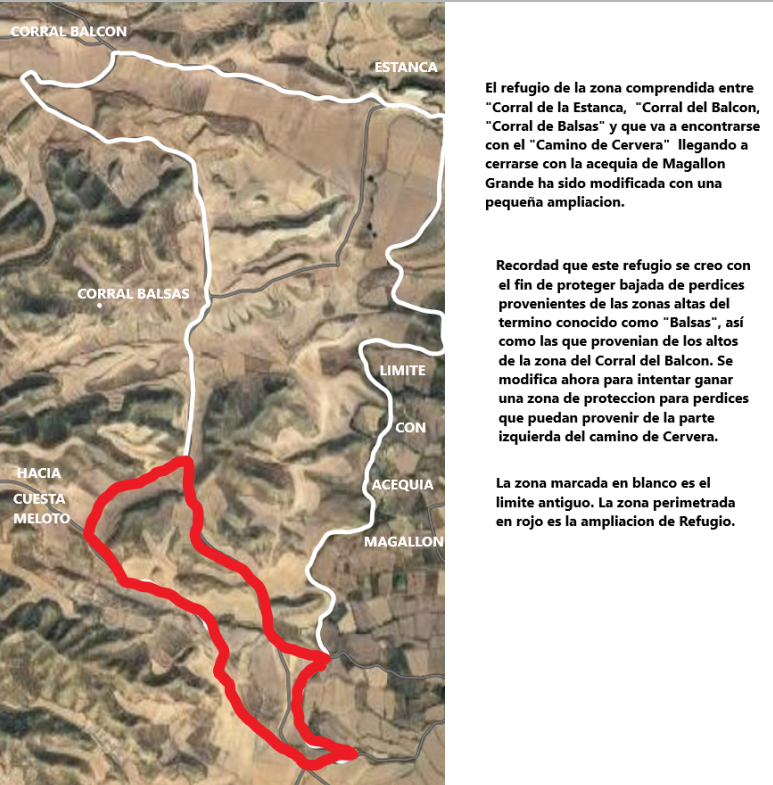 CORRAL BALCON
ESTANCA
CORRAL BALSAS
LIMITE
CON
ACEQUIA
MAGALLON
HACIA
CUESTA
MELOTO
El refugio de la zona comprendida entre
"Corral de la Estanca,  "Corral del Balcon,
"Corral de Balsas" y que va a encontrarse
con el "Camino de Cervera"  llegando a
cerrarse con la acequia de Magallon
Grande ha sido modificada con una
pequeña ampliacion.
Recordad que este refugio se creo con
el fin de proteger bajada de perdices
provenientes de las zonas altas del
termino conocido como "Balsas", así
como las que provenian de los altos
de la zona del Corral del Balcon. Se
modifica ahora para intentar ganar
una zona de proteccion para perdices
que puedan provenir de la parte
izquierda del camino de Cervera.
La zona marcada en blanco es el
limite antiguo. La zona perimetrada
en rojo es la ampliacion de Refugio.